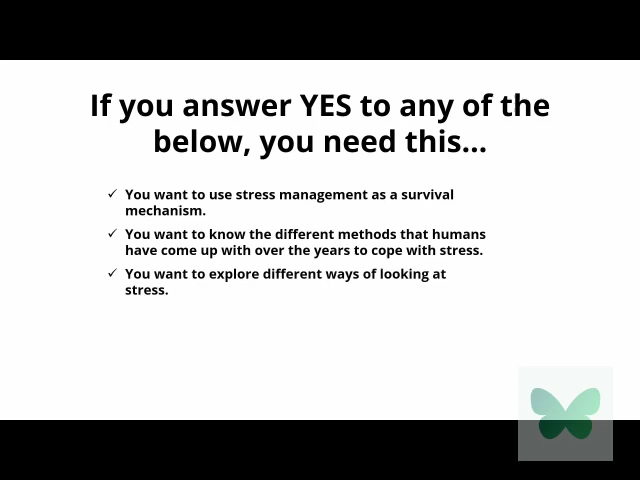 If you answer YES to any of the
below, you need this...
✓ You want to use stress management as a survival
mechanism.
✓ You want to know the different methods that humans
have come up with over the years to cope with stress.
✓ You want to explore different ways of looking at
stress.